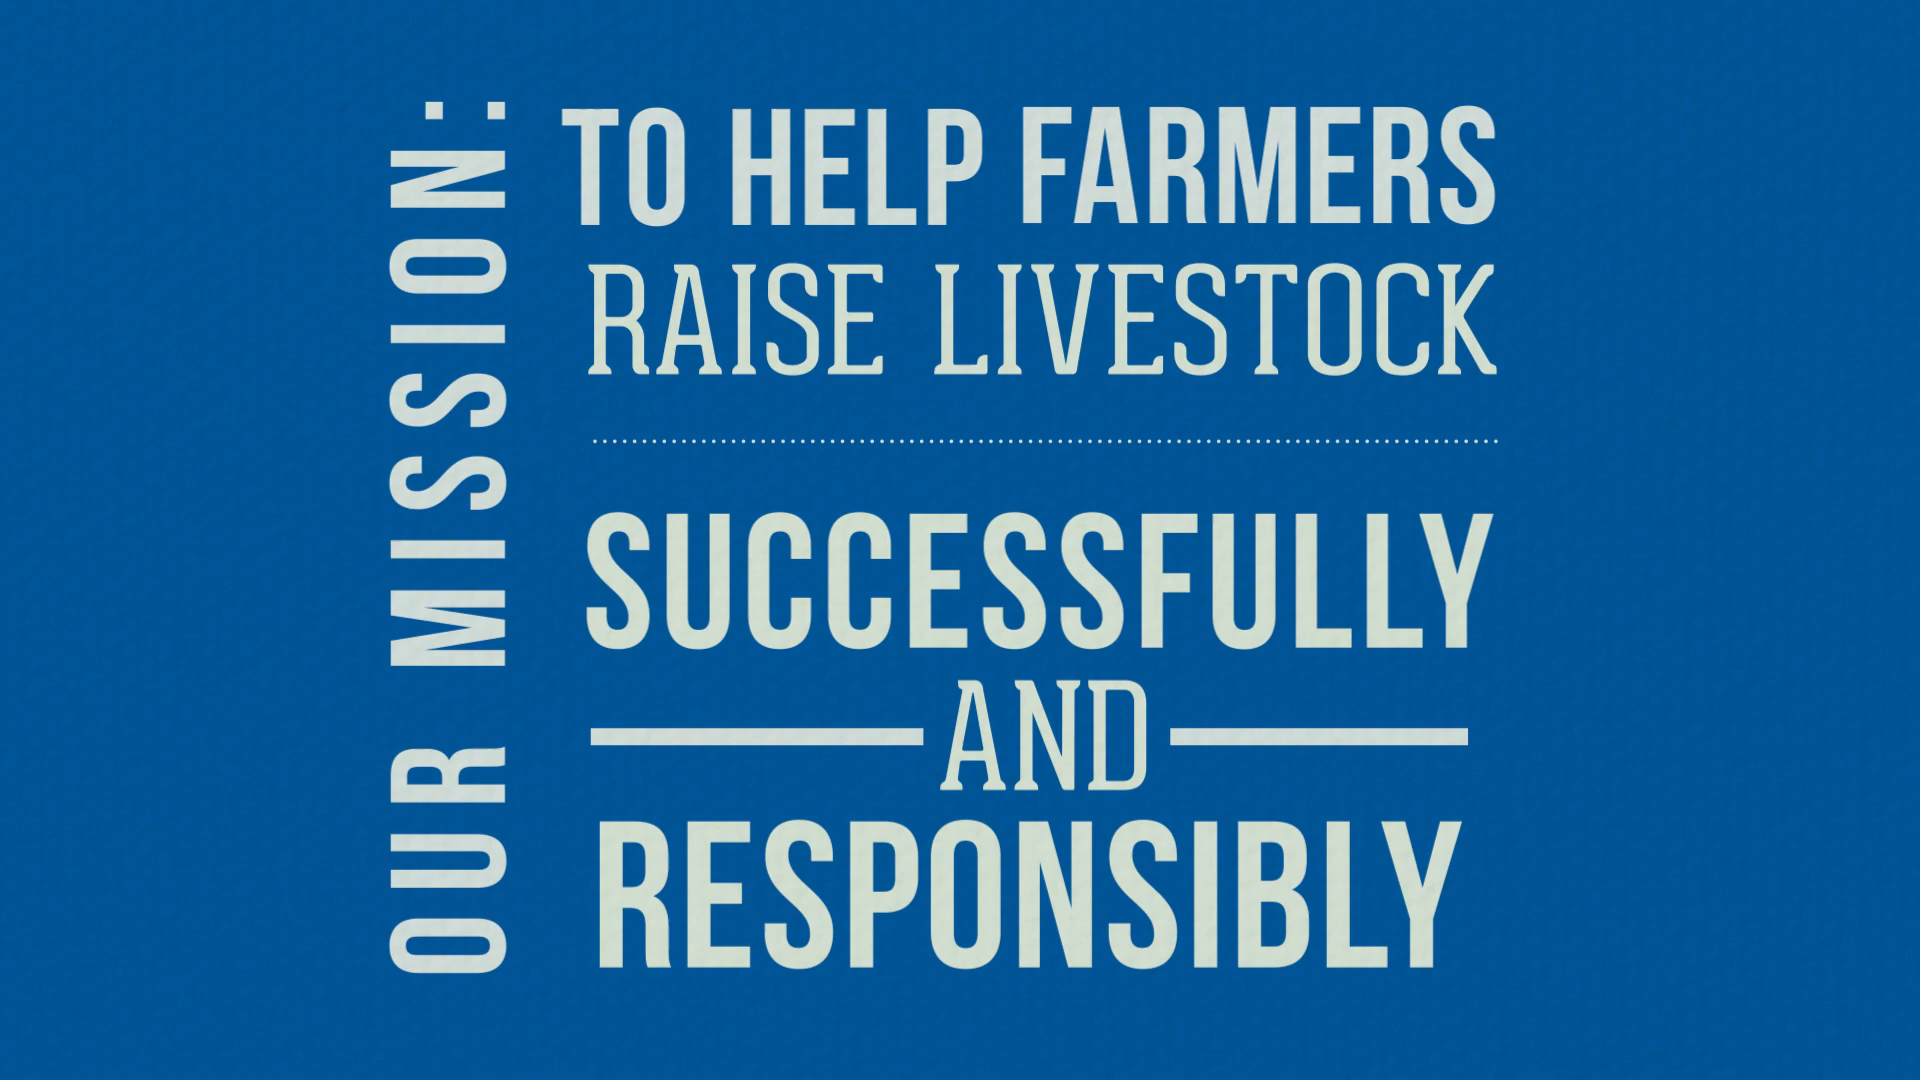 OUR MISSION:
TO HELP FARMERS
RAISE LIVESTOCK
SUCCESSFULLY
AND
RESPONSIBLY